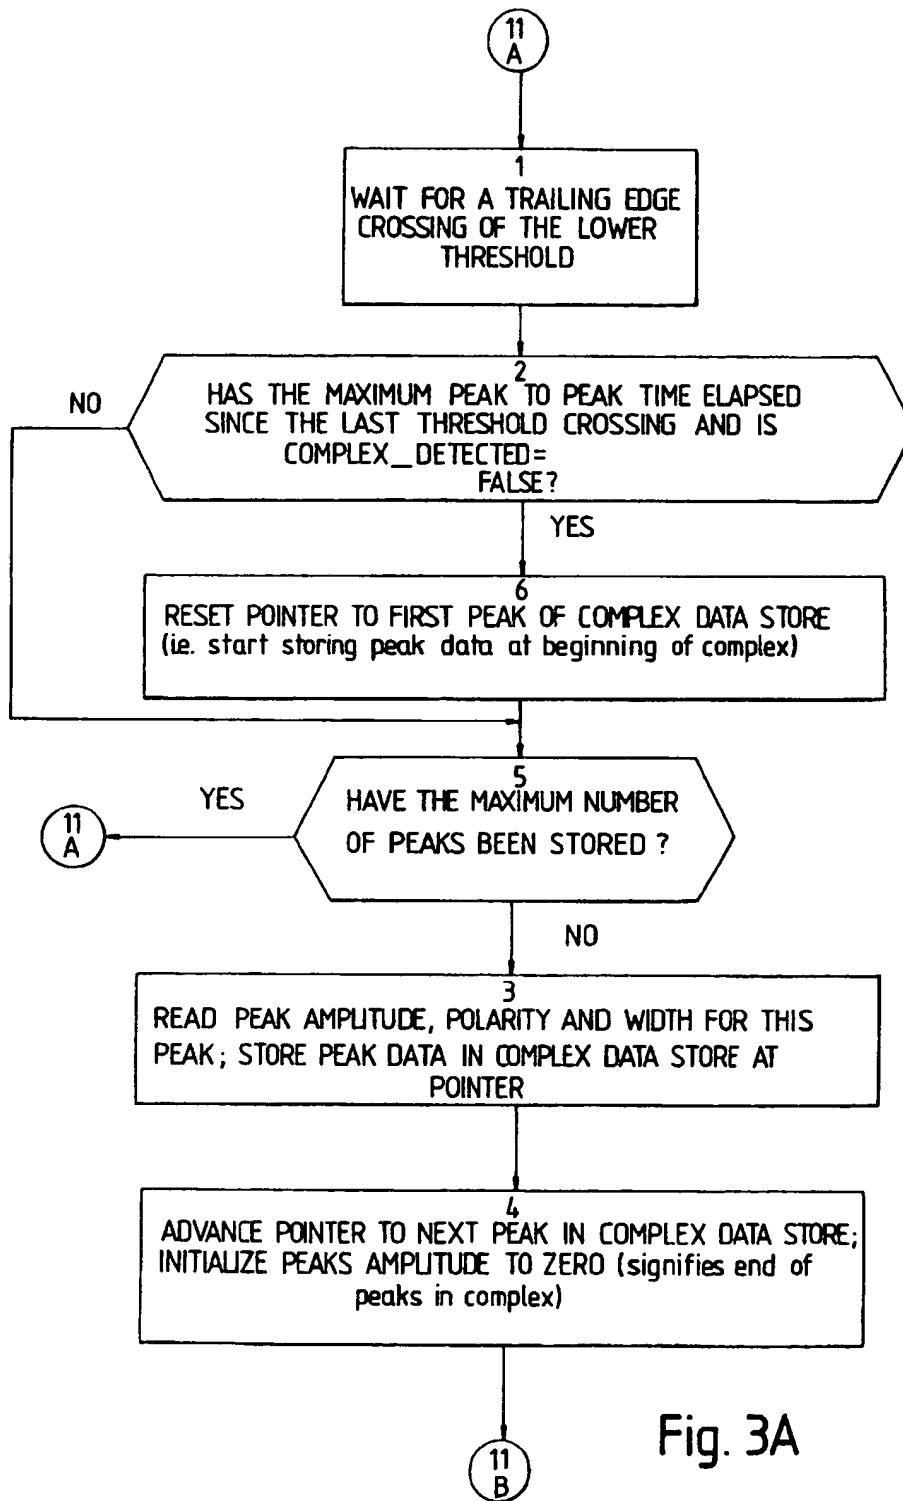 11
A
1
WAIT FOR A TRAILING EDGE
CROSSING OF THE LOWER
THRESHOLD
2
HAS THE MAXIMUM PEAK TO PEAK TIME ELAPSED
SINCE THE LAST THRESHOLD CROSSING AND IS
COMPLEX_DETECTED=
FALSE?
NO
YES
6
RESET POINTER TO FIRST PEAK OF COMPLEX DATA STORE
(i.e. start storing peak data at beginning of complex)
5
HAVE THE MAXIMUM NUMBER
OF PEAKS BEEN STORED ?
YES
11
A
NO
3
READ PEAK AMPLITUDE, POLARITY AND WIDTH FOR THIS
PEAK; STORE PEAK DATA IN COMPLEX DATA STORE AT
POINTER
4
ADVANCE POINTER TO NEXT PEAK IN COMPLEX DATA STORE;
INITIALIZE PEAKS AMPLITUDE TO ZERO (signifies end of
peaks in complex)
11
B
Fig. 3A